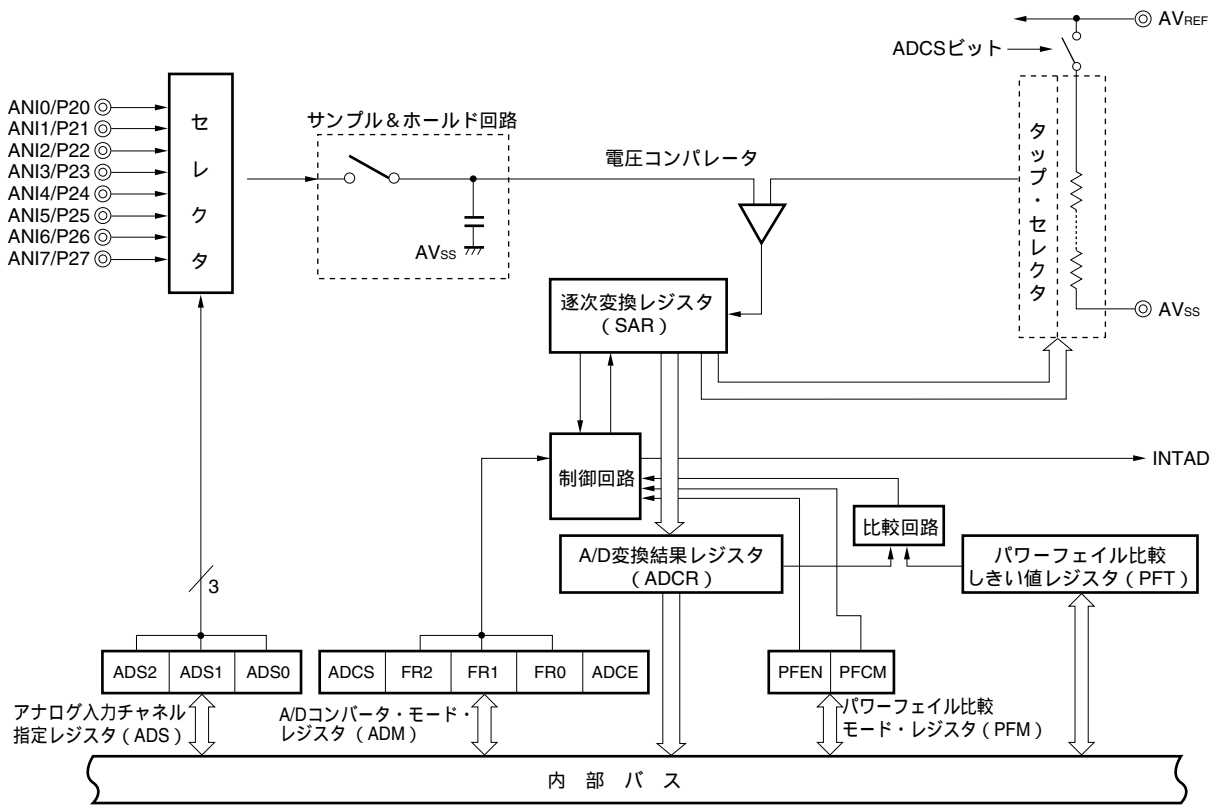 AVREF
ADCSビット
ANI0/P20
ANI1/P21
ANI2/P22
ANI3/P23
ANI4/P24
ANI5/P25
ANI6/P26
ANI7/P27
セレクタ
サンプル&ホールド回路
AVSS
電圧コンパレータ
タップ・セレクタ
AVSS
逐次変換レジスタ
(SAR)
制御回路
INTAD
比較回路
A/D変換結果レジスタ
(ADCR)
パワーフェイル比較
しきい値レジスタ(PFT)
3
ADS2 ADS1 ADS0
ADCS FR2 FR1 FR0 ADCE
PFEN PFCM
アナログ入力チャネル
指定レジスタ(ADS)
A/Dコンバータ・モード・
レジスタ(ADM)
パワーフェイル比較
モード・レジスタ(PFM)
内 部 バ ス